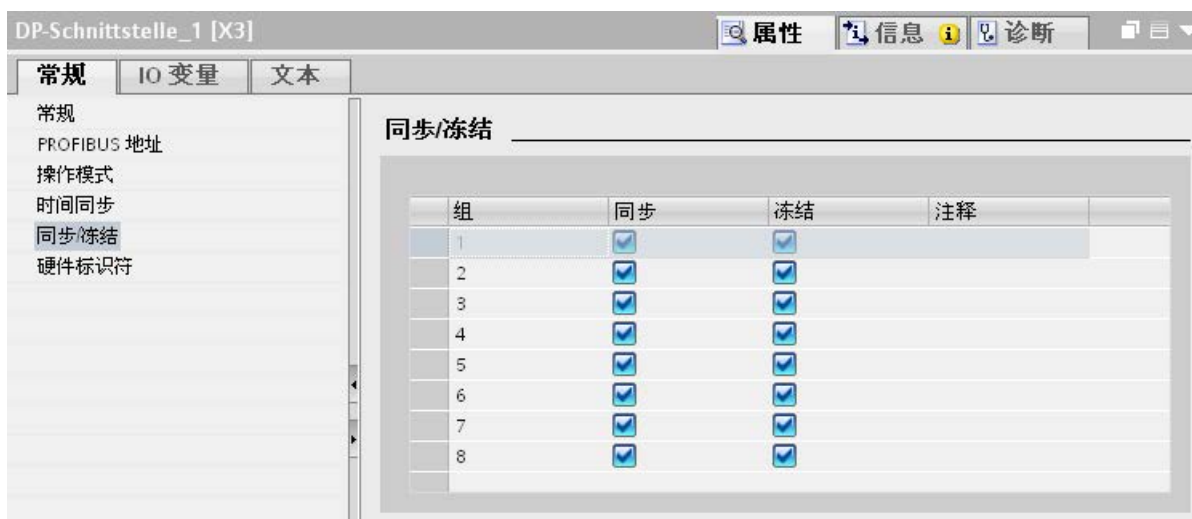 DP-Schnittstelle_1 [X3]
属性
信息
诊断
常规
IO 变量
文本
常规
PROFIBUS 地址
操作模式
时间同步
同步/冻结
硬件标识符
同步/冻结
组 同步 冻结 注释
1
2
3
4
5
6
7
8